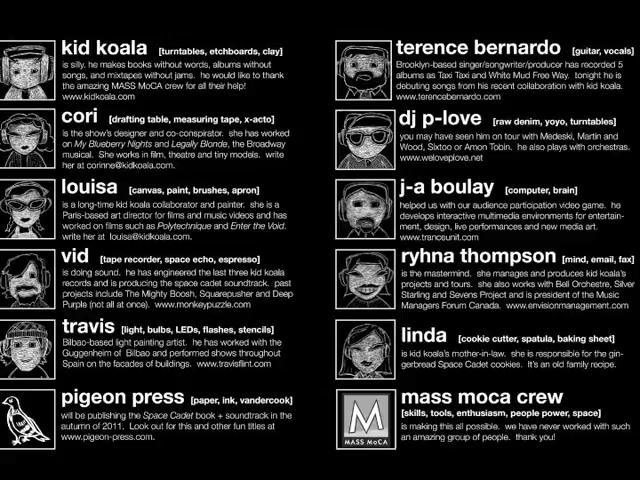 kid koala [turntables, etchboards, clay]
is silly. he makes books without words, albums without
songs, and mixtapes without jams. he would like to thank
the amazing MASS MoCA crew for all their help!
www.kidkoala.com
cori [drafting table, measuring tape, x-acto]
is the show's designer and co-conspirator. she has worked
on My Blueberry Nights and Legally Blonde, the Broadway
musical. She works in film, theatre and tiny models. write
her at corinne@kidkoala.com.
louisa [canvas, paint, brushes, apron]
is a long-time kid koala collaborator and painter. she is a
Paris-based art director for films and music videos and has
worked on films such as Polytechnique and Enter the Void.
write her at louisa@kidkoala.com.
vid [tape recorder, space echo, espresso]
is doing sound. he has engineered the last three kid koala
records and is producing the space cadet soundtrack. past
projects include The Mighty Boosh, Squarepusher and Deep
Purple (not all at once). www.monkeypuzzle.com
travis [light, bulbs, LEDs, flashes, stencils]
Bilbao-based light painting artist. he has worked with the
Guggenheim of Bilbao and performed shows throughout
Spain on the facades of buildings. www.travisflint.com
pigeon press [paper, ink, vandercook]
will be publishing the Space Cadet book + soundtrack in the
autumn of 2011. Look out for this and other fun titles at
www.pigeon-press.com.
terence bernardo [guitar, vocals]
Brooklyn-based singer/songwriter/producer has recorded 5
albums as Taxi Taxi and White Mud Free Way. tonight he is
debuting songs from his recent collaboration with kid koala.
www.terencebernardo.com
dj p-love [raw denim, yoyo, turntables]
you may have seen him on tour with Medeski, Martin and
Wood, Sixtoo or Amon Tobin. he also plays with orchestras.
www.weloveplove.net
j-a boulay [computer, brain]
helped us with our audience participation video game. he
develops interactive multimedia environments for entertain-
ment, design, live performances and new media art.
www.tranceunit.com
ryhna thompson [mind, email, fax]
is the mastermind. she manages and produces kid koala's
projects and tours. she also works with Bell Orchestre, Silver
Starling and Sevens Project and is president of the Music
Managers Forum Canada. www.envisionmanagement.com
linda [cookie cutter, spatula, baking sheet]
is kid koala's mother-in-law. she is responsible for the gin-
gerbread Space Cadet cookies. It's an old family recipe.
M
MASS MoCA
mass moca crew
[skills, tools, enthusiasm, people power, space]
is making this all possible. we have never worked with such
an amazing group of people. thank you!